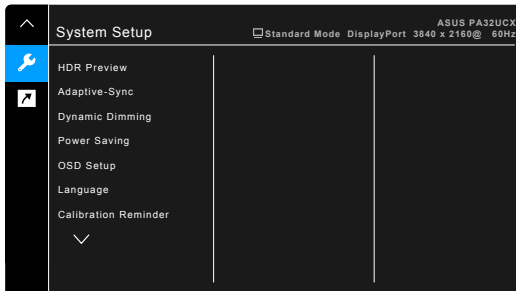 ASUS PA32UCX
System Setup
Standard Mode DisplayPort 3840 x 2160@ 60Hz
HDR Preview
Adaptive-Sync
Dynamic Dimming
Power Saving
OSD Setup
Language
Calibration Reminder